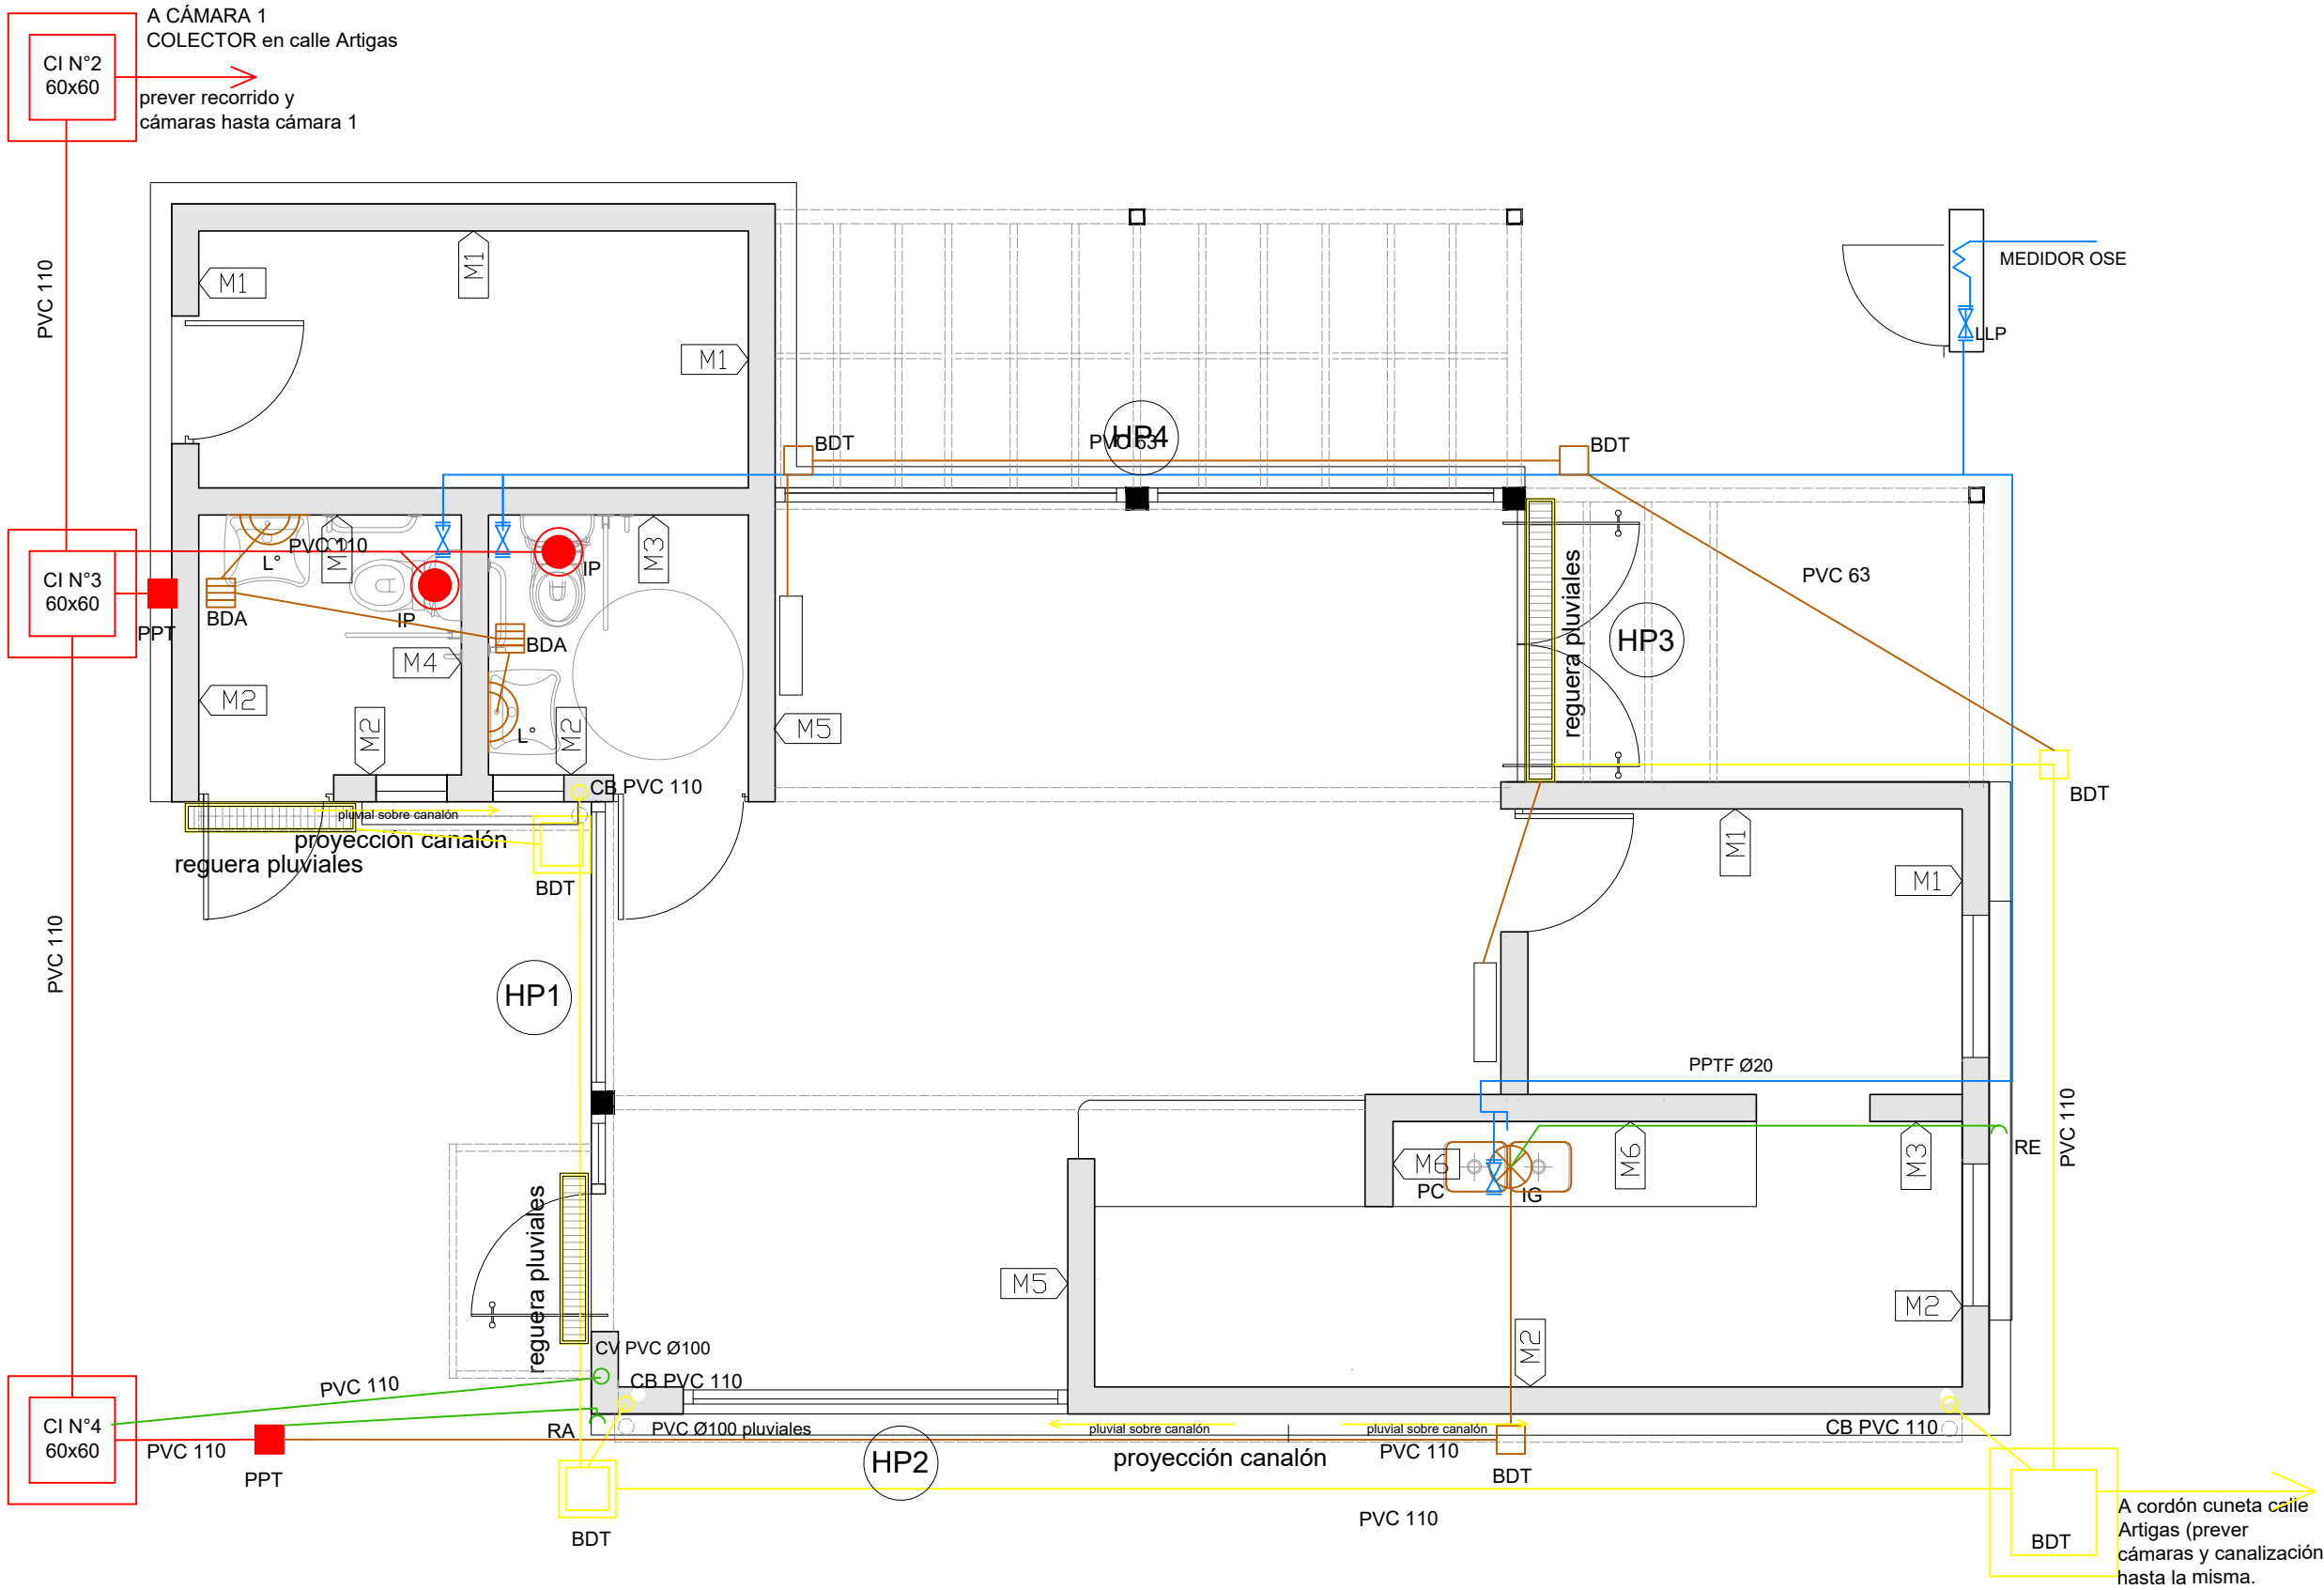 A CÁMARA 1
COLECTOR en calle Artigas
CI N°2
60x60
prever recorrido y
cámaras hasta cámara 1
PVC 110
M1
M1
M1
MEDIDOR OSE
LLP
HP4
PVC 63
BDT
BDT
PVC 110
M3
M3
L°
IP
IP
CI N°3
60x60
PPT
BDA
BDA
M4
M2
M2
M2
L°
M5
PVC 63
HP3
reguera pluviales
BDT
CB PVC 110
pluvial sobre canalón
proyección canalón
reguera pluviales
BDT
M1
M1
PVC 110
HP1
PPTF Ø20
PVC 110
RE
M6
M6
M3
PC
IG
reguera pluviales
M5
M2
M2
CV PVC Ø100
CB PVC 110
PVC 110
CI N°4
60x60
PVC 110
PPT
RA
PVC Ø100 pluviales
HP2
pluvial sobre canalón
pluvial sobre canalón
proyección canalón
PVC 110
CB PVC 110
BDT
BDT
PVC 110
BDT
A cordón cuneta calle
Artigas (prever
cámaras y canalización
hasta la misma.